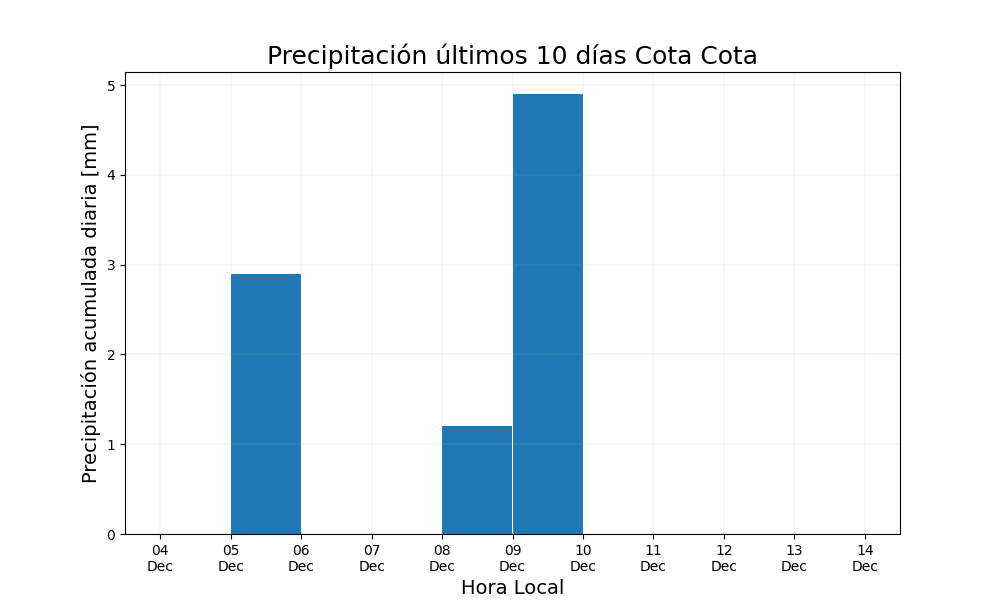 Precipitación últimos 10 días Cota Cota
Precipitación acumulada diaria [mm]
5
4
3
2
1
0
04 05 06 07 08 09 10 11 12 13 14
Dec Dec Dec Dec Dec Dec Dec Dec Dec Dec Dec
Hora Local